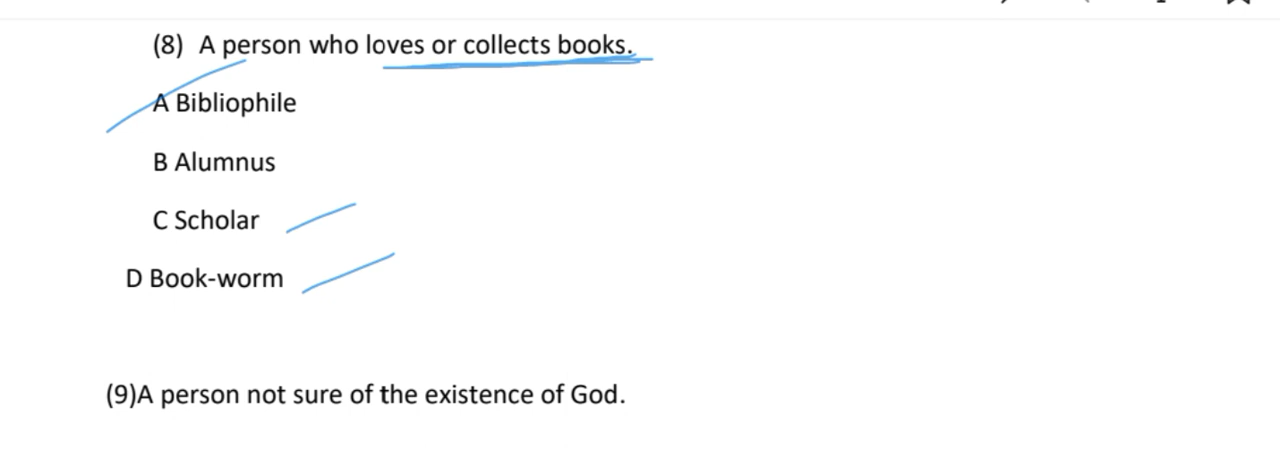 (8) A person who loves or collects books.
A Bibliophile
B Alumnus
C Scholar
D Book-worm
(9)A person not sure of the existence of God.